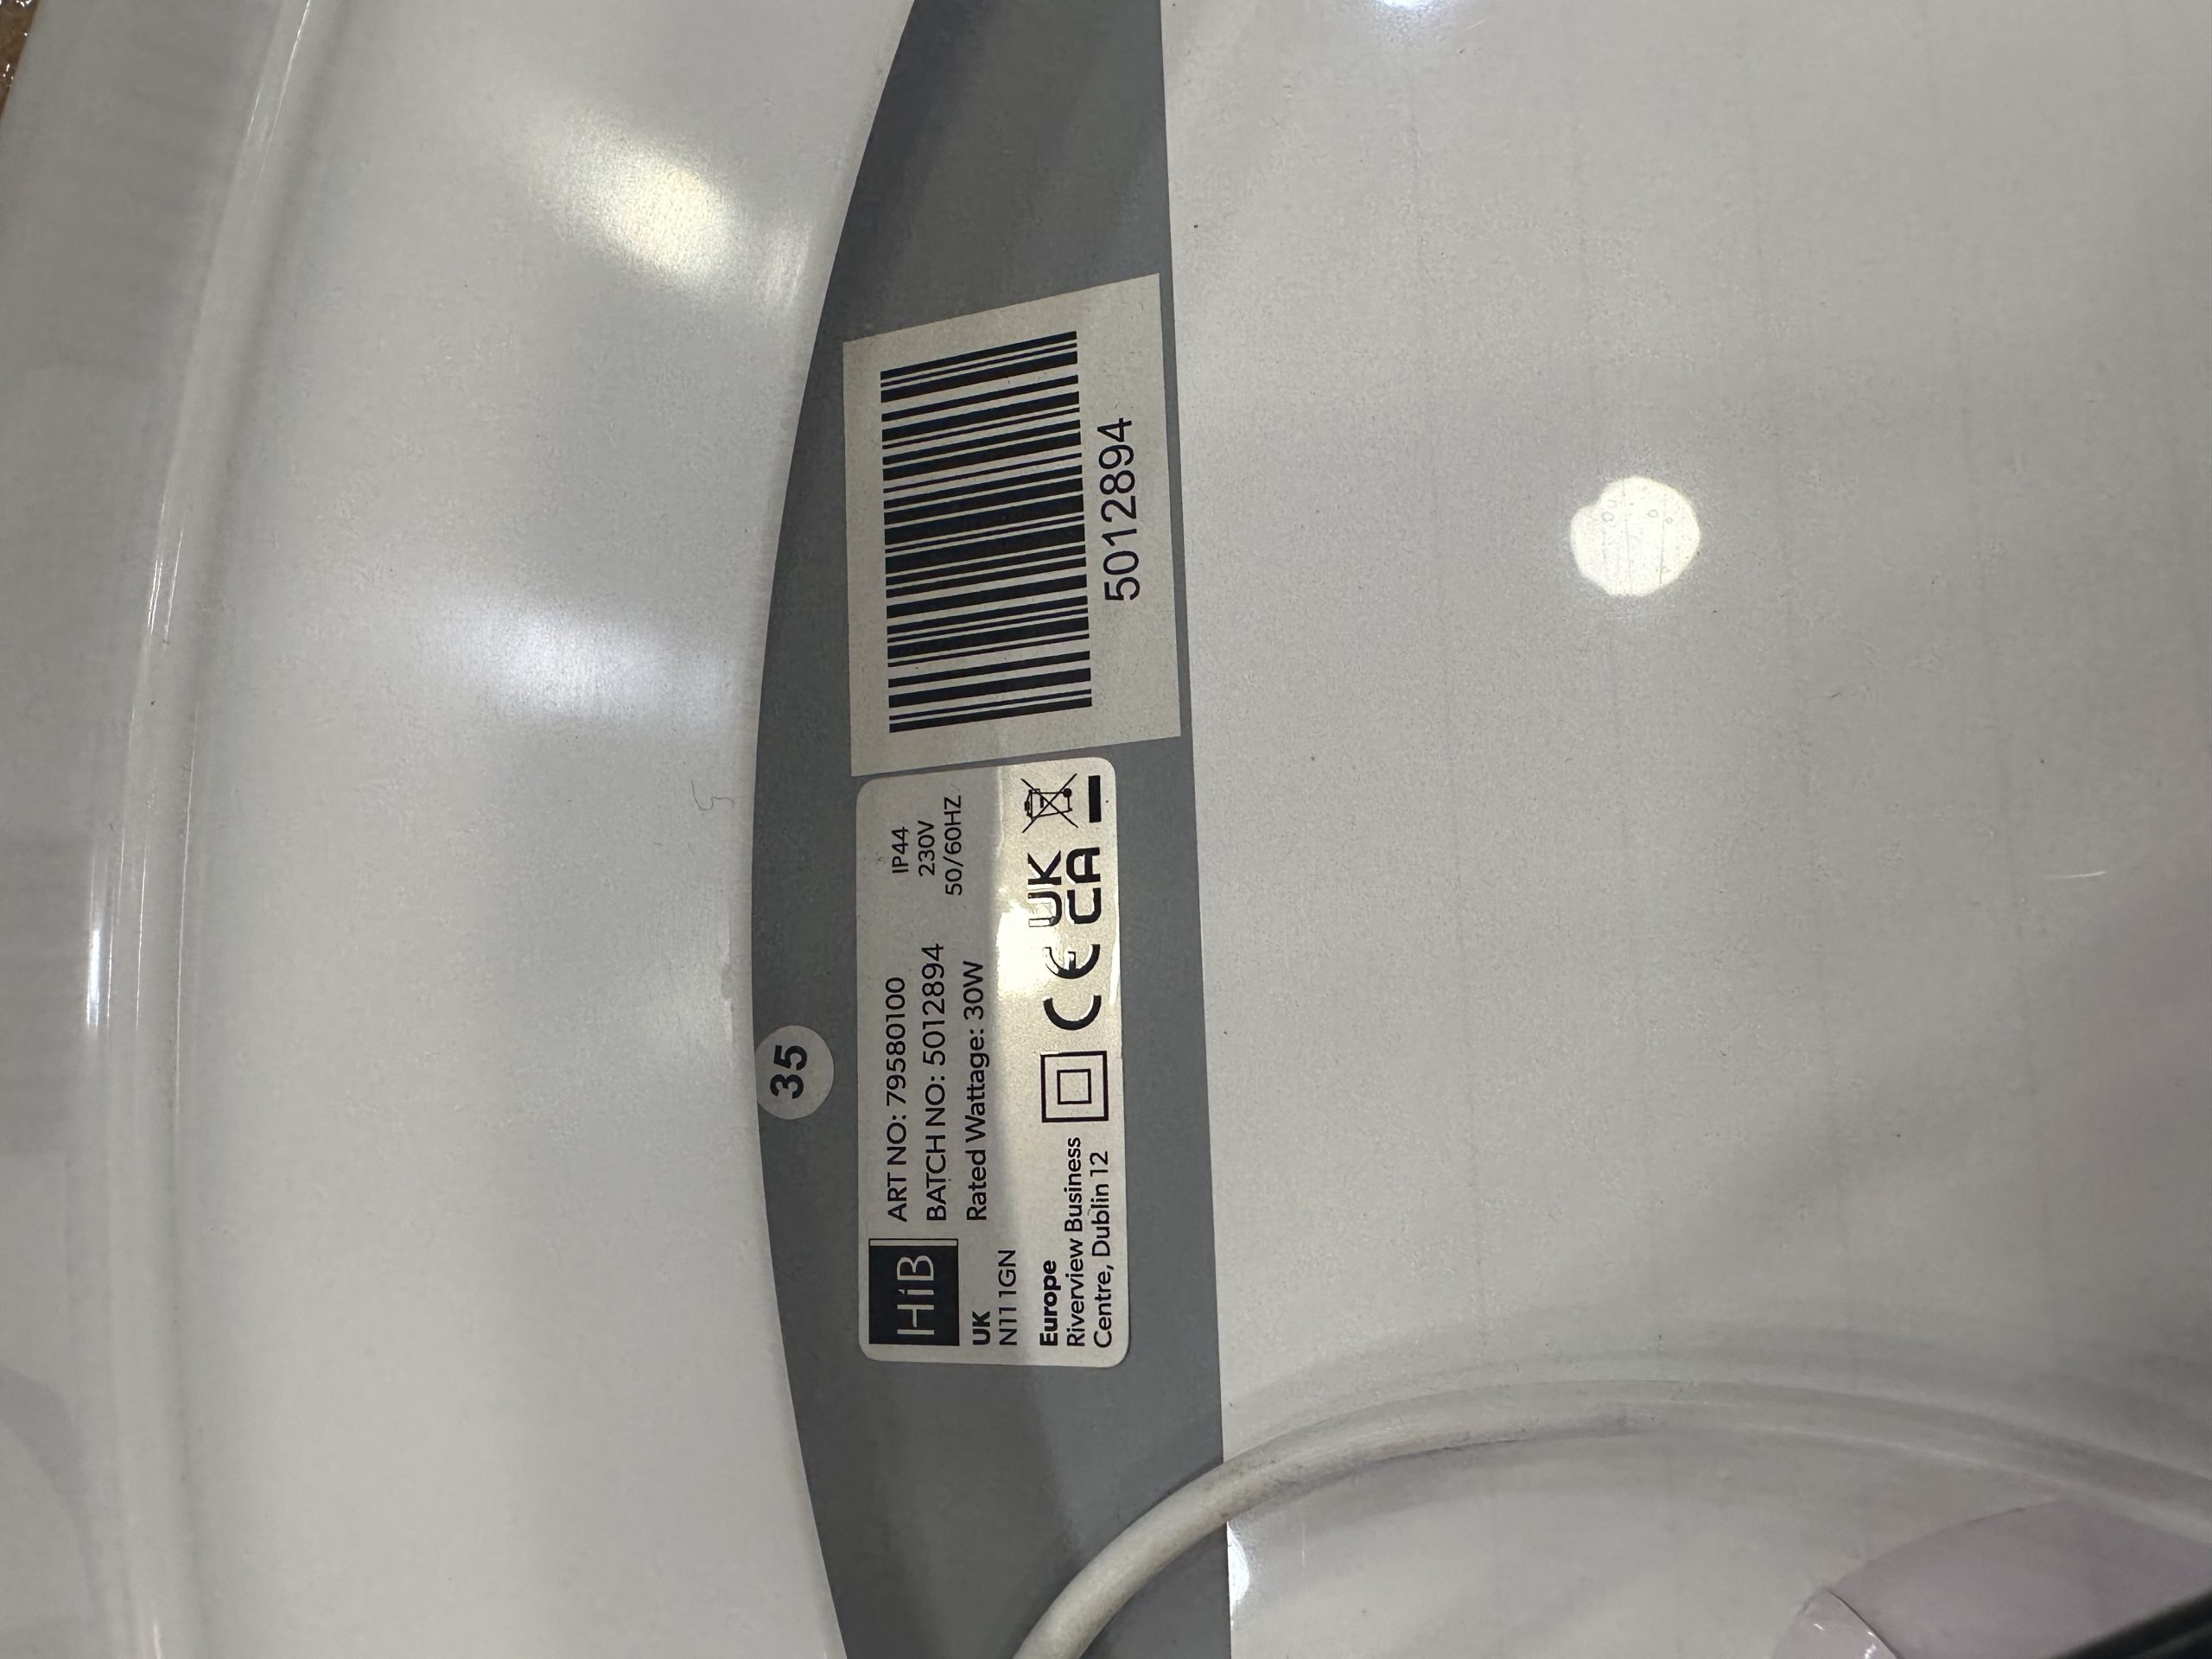 35
HiB
ART NO: 79580100
BATCH NO: 5012894
Rated Wattage: 30W
IP44
230V
50/60HZ
UK
N11 1GN
Europe
Riverview Business
Centre, Dublin 12
CE
UK
CA
5012894